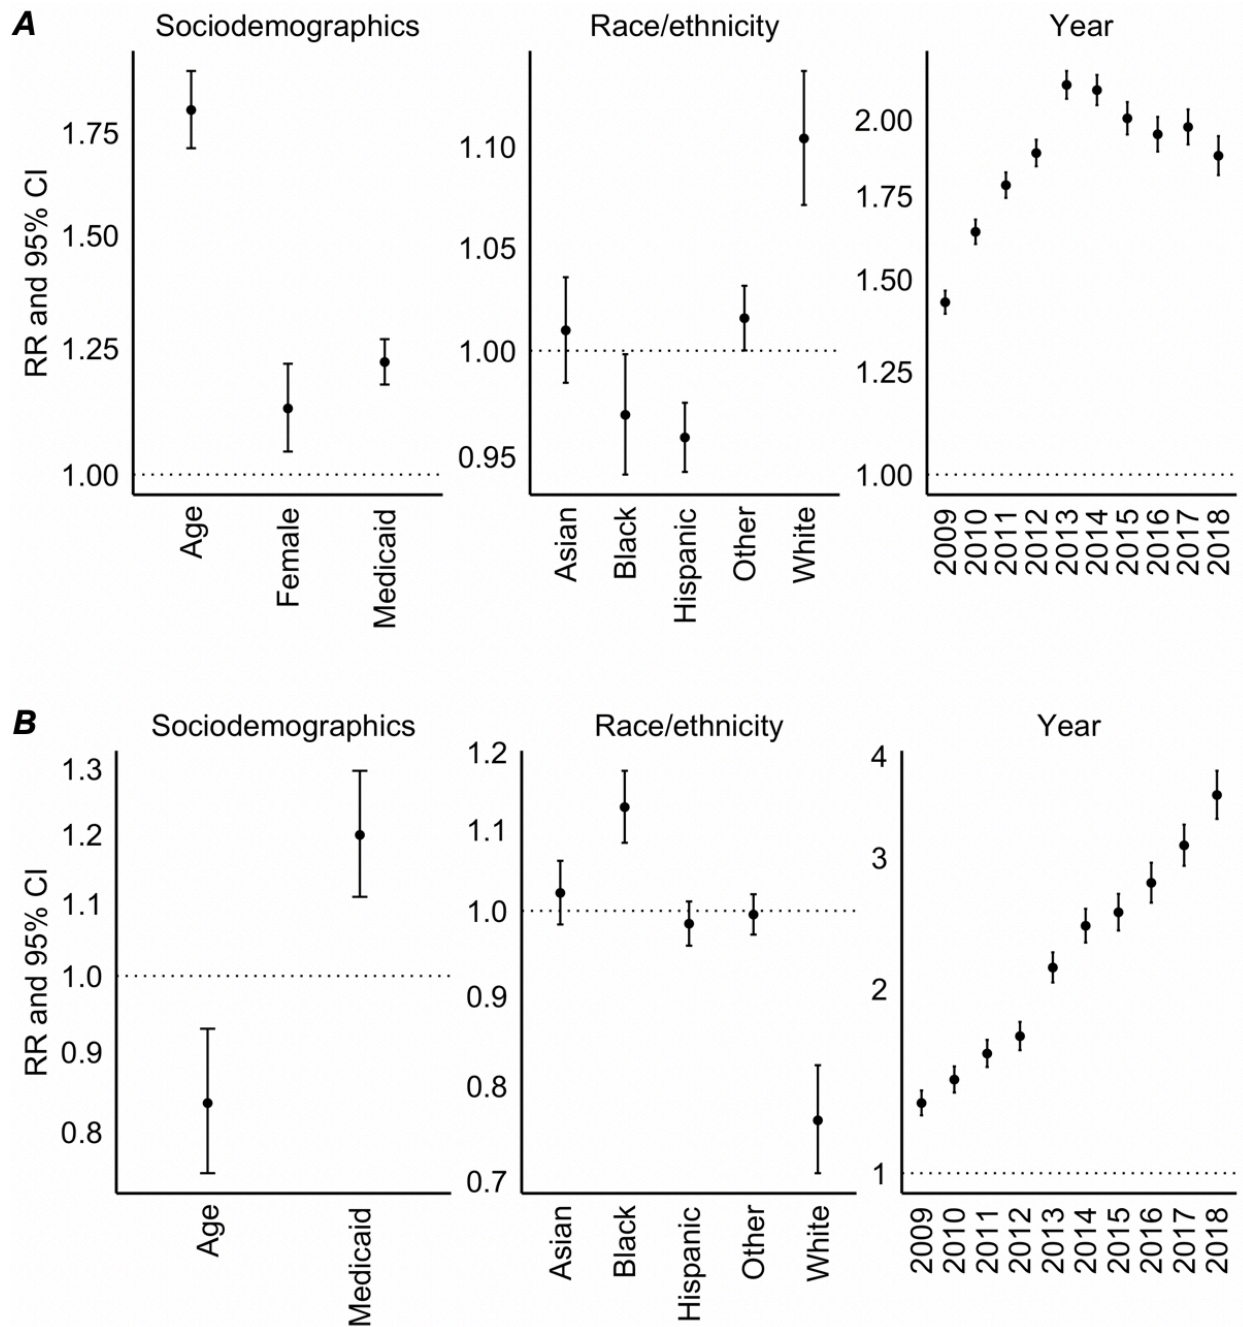 A
Sociodemographics
Race/ethnicity
Year
RR and 95% CI
1.75
1.50
1.25
1.00
Age
Female
Medicaid
1.10
1.05
1.00
0.95
Asian
Black
Hispanic
Other
White
2.00
1.75
1.50
1.25
1.00
2009
2010
2011
2012
2013
2014
2015
2016
2017
2018
B
Sociodemographics
Race/ethnicity
Year
RR and 95% CI
1.3
1.2
1.1
1.0
0.9
0.8
Age
Medicaid
1.2
1.1
1.0
0.9
0.8
0.7
Asian
Black
Hispanic
Other
White
4
3
2
1
2009
2010
2011
2012
2013
2014
2015
2016
2017
2018